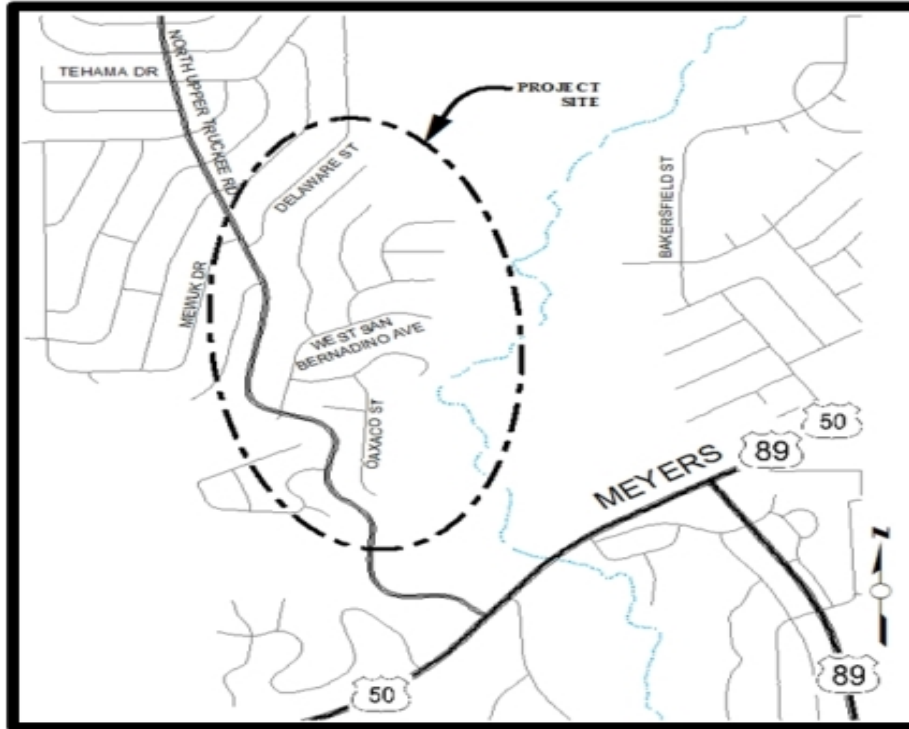 TEHAMA DR
NORTH UPPER TRUCKEE RD
PROJECT
SITE
DELAWARE ST
BAKERSFIELD ST
MEWUK DR
WEST SAN
BERNADINO AVE
OAXACO ST
50
89
MEYERS
N
89
50